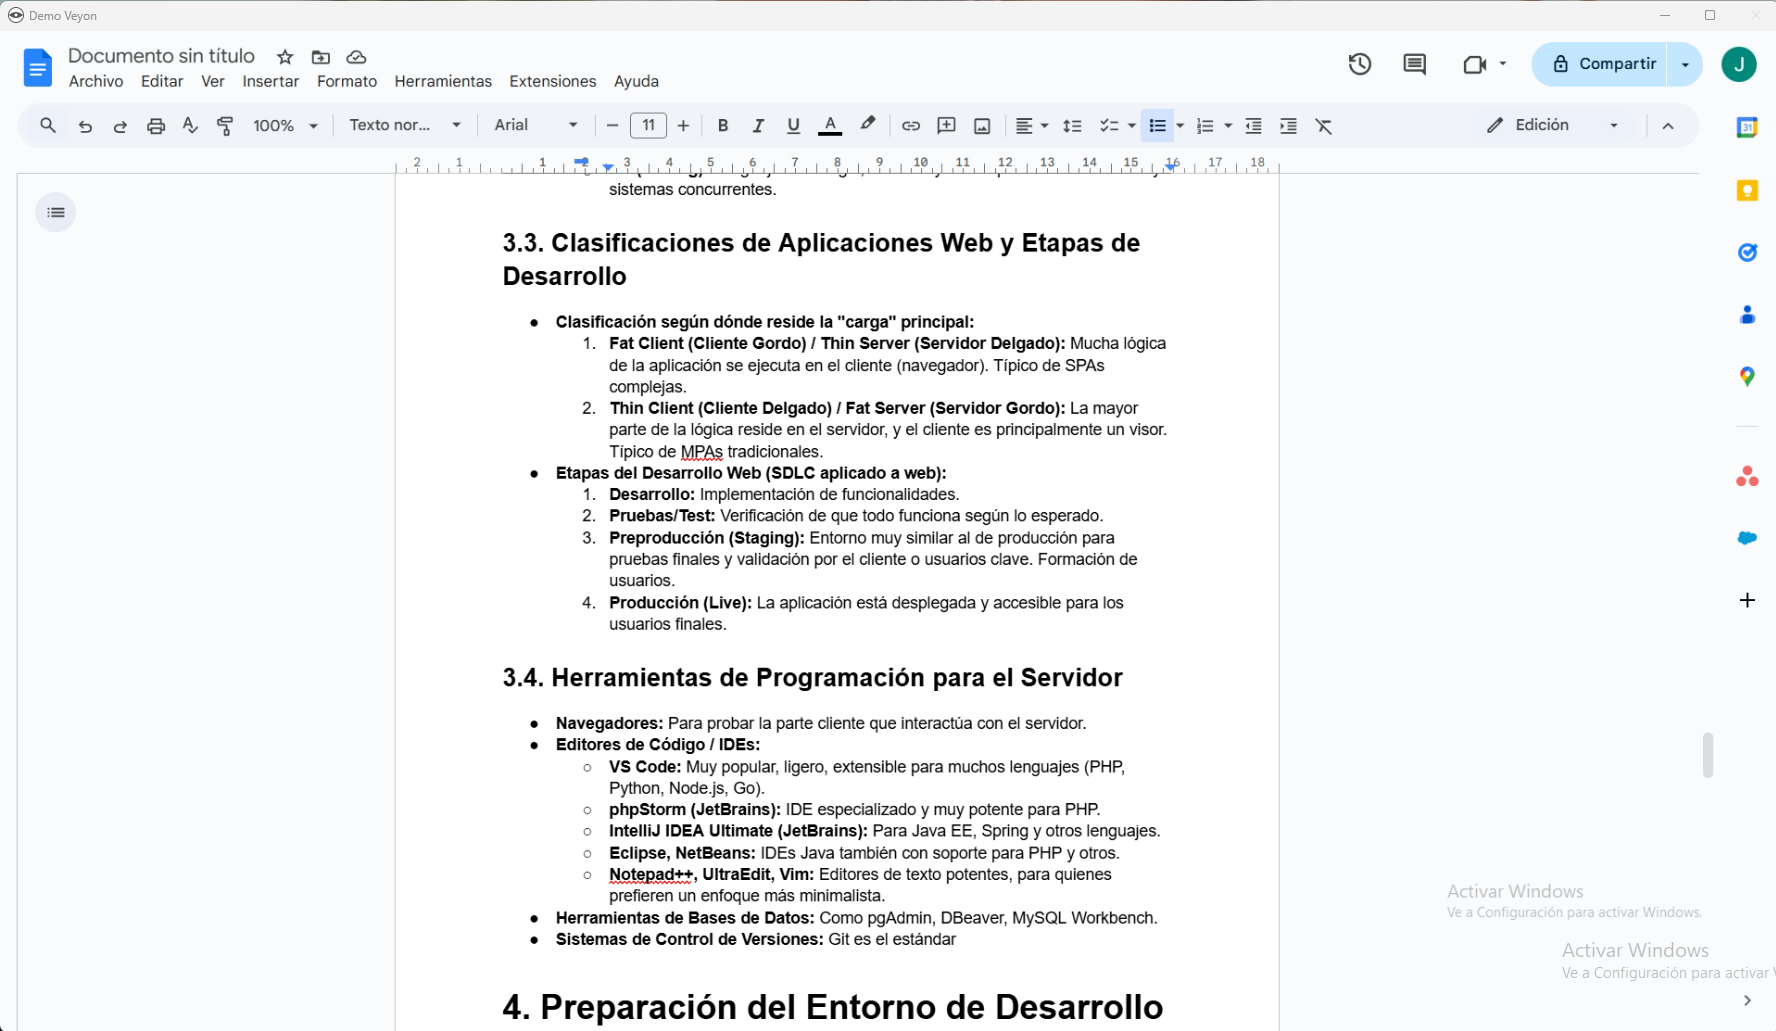 Demo Veyon
Documento sin título
Archivo Editar Ver Insertar Formato Herramientas Extensiones Ayuda
Compartir
J
100% Texto nor... Arial 11 B I U A Edición
2 1 1 2 3 4 5 6 7 8 9 10 11 12 13 14 15 16 17 18
31
sistemas concurrentes.
3.3. Clasificaciones de Aplicaciones Web y Etapas de
Desarrollo
● Clasificación según dónde reside la "carga" principal:
1. Fat Client (Cliente Gordo) / Thin Server (Servidor Delgado): Mucha lógica
de la aplicación se ejecuta en el cliente (navegador). Típico de SPAs
complejas.
2. Thin Client (Cliente Delgado) / Fat Server (Servidor Gordo): La mayor
parte de la lógica reside en el servidor, y el cliente es principalmente un visor.
Típico de MPAs tradicionales.
● Etapas del Desarrollo Web (SDLC aplicado a web):
1. Desarrollo: Implementación de funcionalidades.
2. Pruebas/Test: Verificación de que todo funciona según lo esperado.
3. Preproducción (Staging): Entorno muy similar al de producción para
pruebas finales y validación por el cliente o usuarios clave. Formación de
usuarios.
4. Producción (Live): La aplicación está desplegada y accesible para los
usuarios finales.
3.4. Herramientas de Programación para el Servidor
● Navegadores: Para probar la parte cliente que interactúa con el servidor.
● Editores de Código / IDEs:
○ VS Code: Muy popular, ligero, extensible para muchos lenguajes (PHP,
Python, Node.js, Go).
○ phpStorm (JetBrains): IDE especializado y muy potente para PHP.
○ IntelliJ IDEA Ultimate (JetBrains): Para Java EE, Spring y otros lenguajes.
○ Eclipse, NetBeans: IDEs Java también con soporte para PHP y otros.
○ Notepad++, UltraEdit, Vim: Editores de texto potentes, para quienes
prefieren un enfoque más minimalista.
● Herramientas de Bases de Datos: Como pgAdmin, DBeaver, MySQL Workbench.
● Sistemas de Control de Versiones: Git es el estándar
4. Preparación del Entorno de Desarrollo
Activar Windows
Ve a Configuración para activar Windows.
Activar Windows
Ve a Configuración para activar